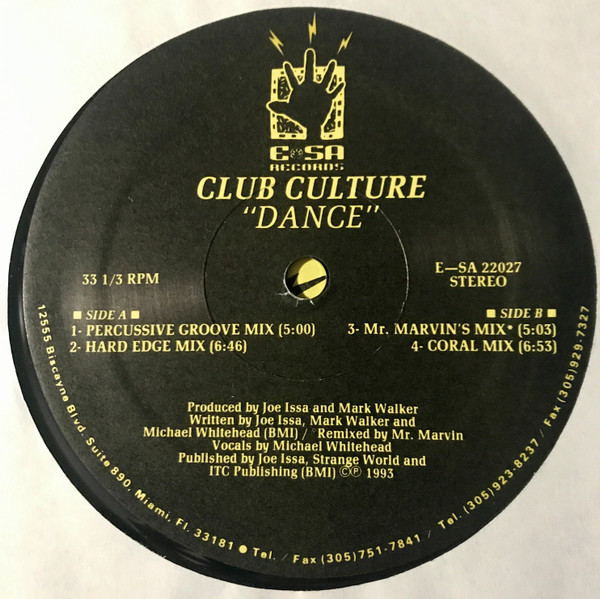 E SA
RECORDS
CLUB CULTURE
"DANCE"
33 1/3 RPM
E—SA 22027
STEREO
■ SIDE A ■
1- PERCUSSIVE GROOVE MIX (5:00)
2- HARD EDGE MIX (6:46)
■ SIDE B ■
3- Mr. MARVIN'S MIX* (5:03)
4- CORAL MIX (6:53)
Produced by Joe Issa and Mark Walker
Written by Joe Issa, Mark Walker and
Michael Whitehead (BMI) / *Remixed by Mr. Marvin
Vocals by Michael Whitehead
Published by Joe Issa, Strange World and
ITC Publishing (BMI) ©℗ 1993
12555 Biscayne Blvd. Suite 890, Miami, Fl. 33181 ● Tel. / Fax (305)751-7841 / Tel. (305)923-8237 / Fax (305)929-7327